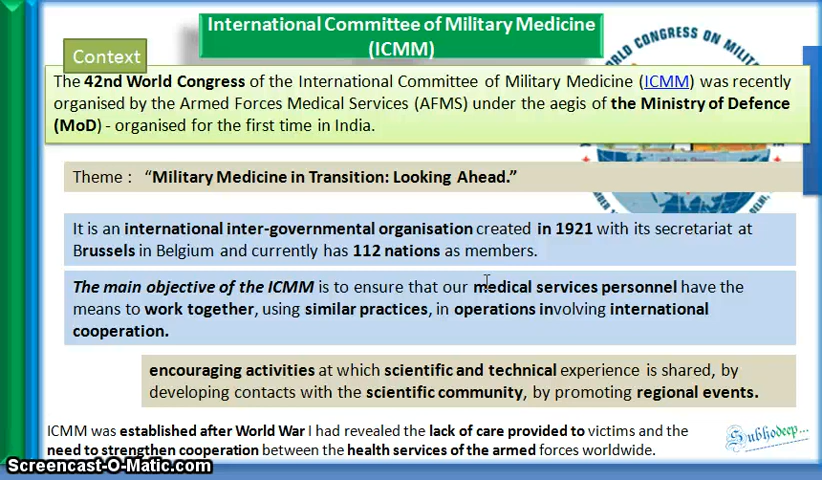 International Committee of Military Medicine
(ICMM)
Context
The 42nd World Congress of the International Committee of Military Medicine (ICMM) was recently
organised by the Armed Forces Medical Services (AFMS) under the aegis of the Ministry of Defence
(MoD) - organised for the first time in India.
Theme : “Military Medicine in Transition: Looking Ahead.”
It is an international inter-governmental organisation created in 1921 with its secretariat at
Brussels in Belgium and currently has 112 nations as members.
The main objective of the ICMM is to ensure that our medical services personnel have the
means to work together, using similar practices, in operations involving international
cooperation.
encouraging activities at which scientific and technical experience is shared, by
developing contacts with the scientific community, by promoting regional events.
ICMM was established after World War I had revealed the lack of care provided to victims and the
need to strengthen cooperation between the health services of the armed forces worldwide.
Subhodeep...
Screencast-O-Matic.com
CONGRESS ON